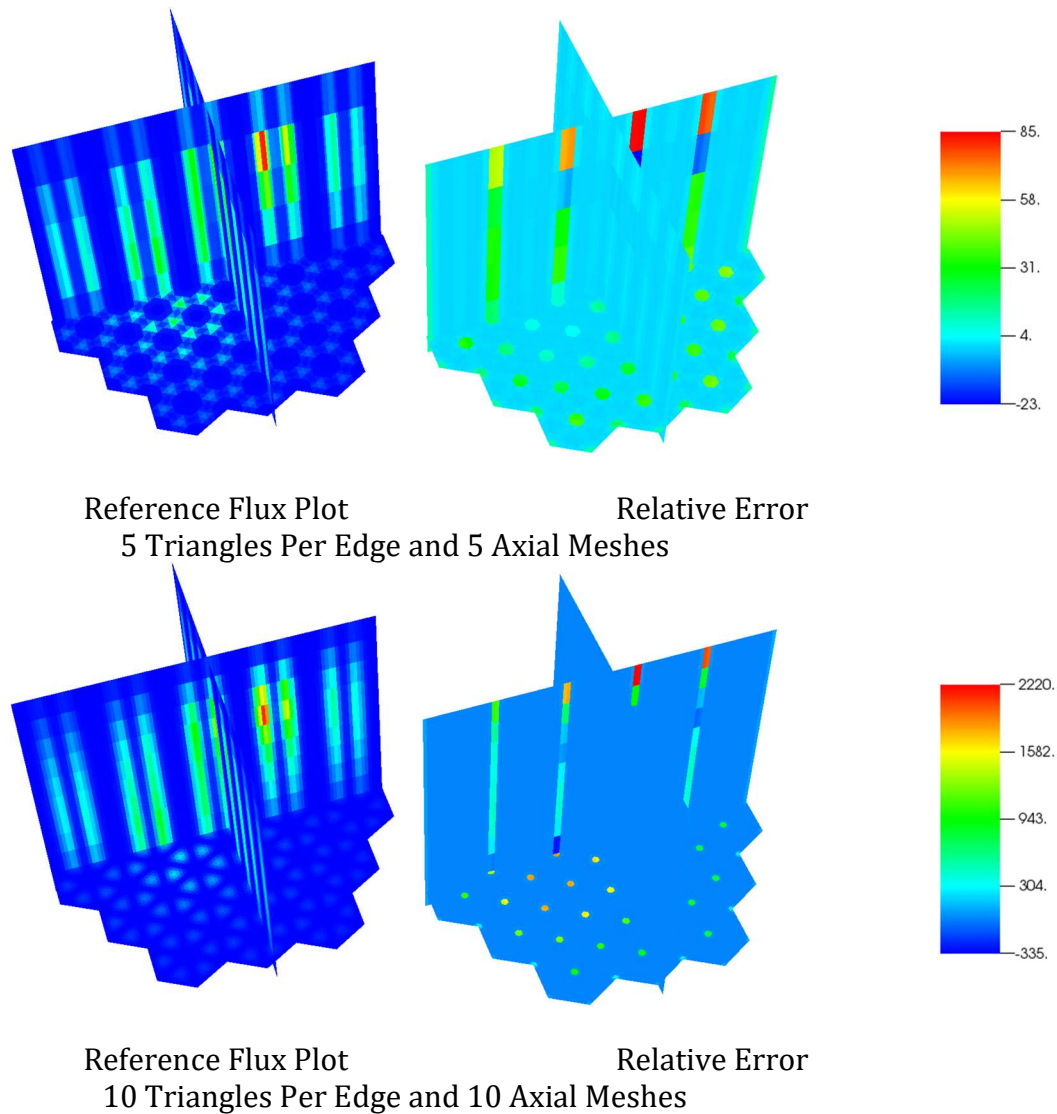 85.
58.
31.
4.
-23.
Reference Flux Plot Relative Error
5 Triangles Per Edge and 5 Axial Meshes
2220.
1582.
943.
304.
-335.
Reference Flux Plot Relative Error
10 Triangles Per Edge and 10 Axial Meshes